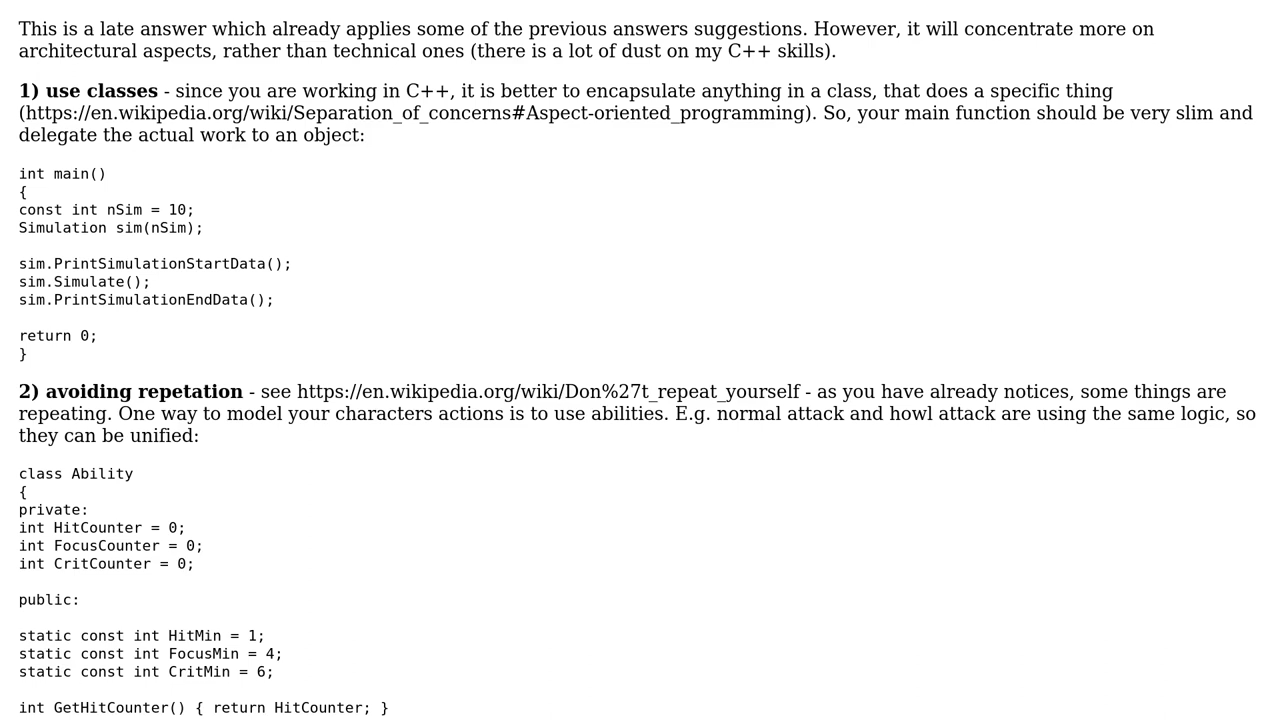 This is a late answer which already applies some of the previous answers suggestions. However, it will concentrate more on
architectural aspects, rather than technical ones (there is a lot of dust on my C++ skills).
1) use classes - since you are working in C++, it is better to encapsulate anything in a class, that does a specific thing
(https://en.wikipedia.org/wiki/Separation_of_concerns#Aspect-oriented_programming). So, your main function should be very slim and
delegate the actual work to an object:
int main()
{
const int nSim = 10;
Simulation sim(nSim);
sim.PrintSimulationStartData();
sim.Simulate();
sim.PrintSimulationEndData();
return 0;
}
2) avoiding repetation - see https://en.wikipedia.org/wiki/Don%27t_repeat_yourself - as you have already notices, some things are
repeating. One way to model your characters actions is to use abilities. E.g. normal attack and howl attack are using the same logic, so
they can be unified:
class Ability
{
private:
int HitCounter = 0;
int FocusCounter = 0;
int CritCounter = 0;
public:
static const int HitMin = 1;
static const int FocusMin = 4;
static const int CritMin = 6;
int GetHitCounter() { return HitCounter; }